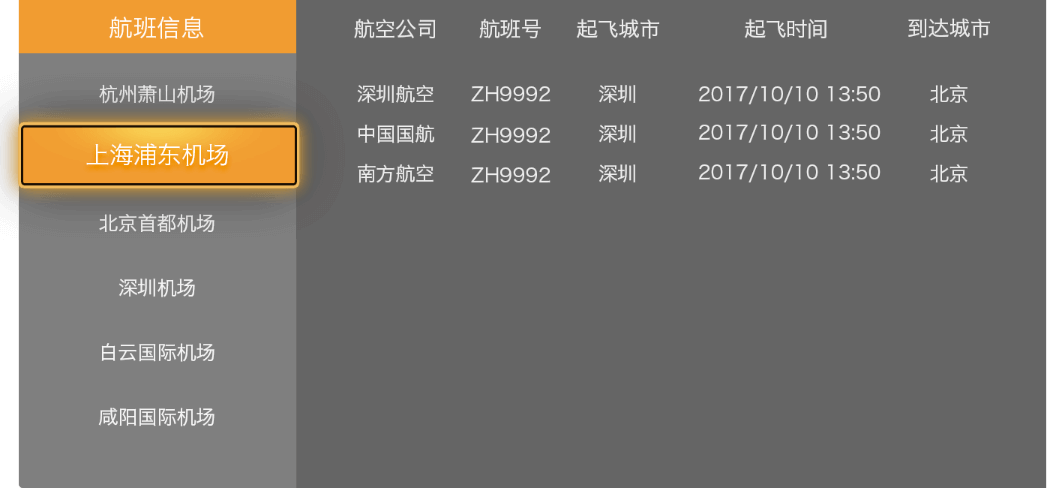 航班信息
杭州萧山机场
上海浦东机场
北京首都机场
深圳机场
白云国际机场
咸阳国际机场
航空公司 航班号 起飞城市 起飞时间 到达城市
深圳航空 ZH9992 深圳 2017/10/10 13:50 北京
中国国航 ZH9992 深圳 2017/10/10 13:50 北京
南方航空 ZH9992 深圳 2017/10/10 13:50 北京